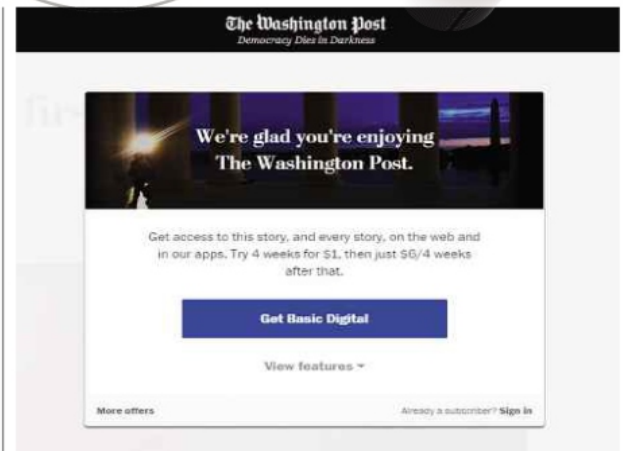 The Washington Post
Democracy Dies in Darkness
We're glad you're enjoying
The Washington Post.
Get access to this story, and every story, on the web and
in our apps. Try 4 weeks for $1, then just $6/4 weeks
after that.
Get Basic Digital
View features
More offers
Already a subscriber? Sign in